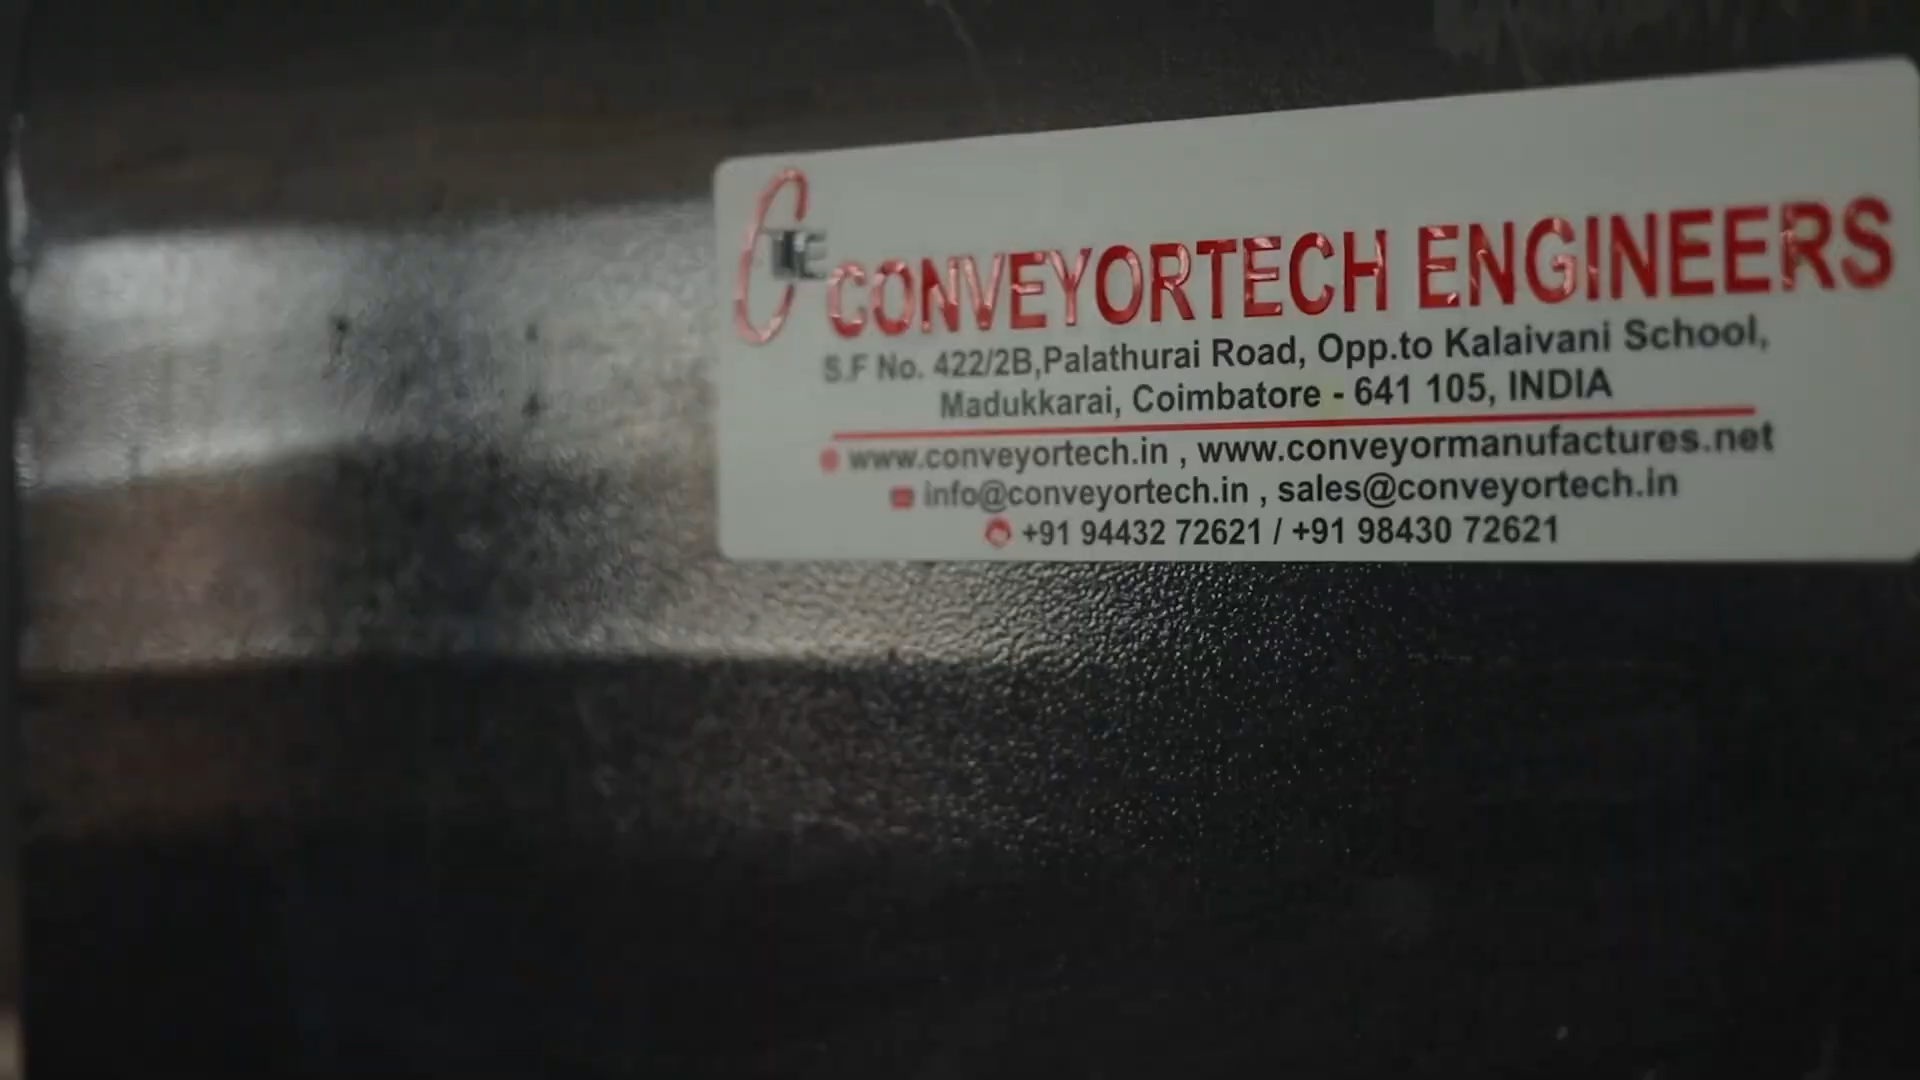 CTE CONVEYORTECH ENGINEERS
S.F No. 422/2B,Palathurai Road, Opp.to Kalaivani School,
Madukkarai, Coimbatore - 641 105, INDIA
www.conveyortech.in , www.conveyormanufactures.net
info@conveyortech.in , sales@conveyortech.in
+91 94432 72621 / +91 98430 72621